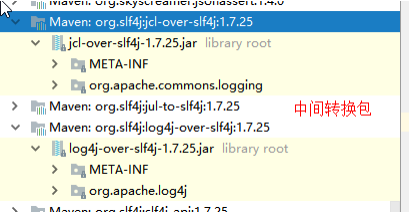 Maven: org.skyscreamer:jsonassert:1.4.0
Maven: org.slf4j:jcl-over-slf4j:1.7.25
jcl-over-slf4j-1.7.25.jar library root
META-INF
org.apache.commons.logging
Maven: org.slf4j:jul-to-slf4j:1.7.25
中间转换包
Maven: org.slf4j:log4j-over-slf4j:1.7.25
log4j-over-slf4j-1.7.25.jar library root
META-INF
org.apache.log4j
Maven: org.slf4j:slf4j-api:1.7.25